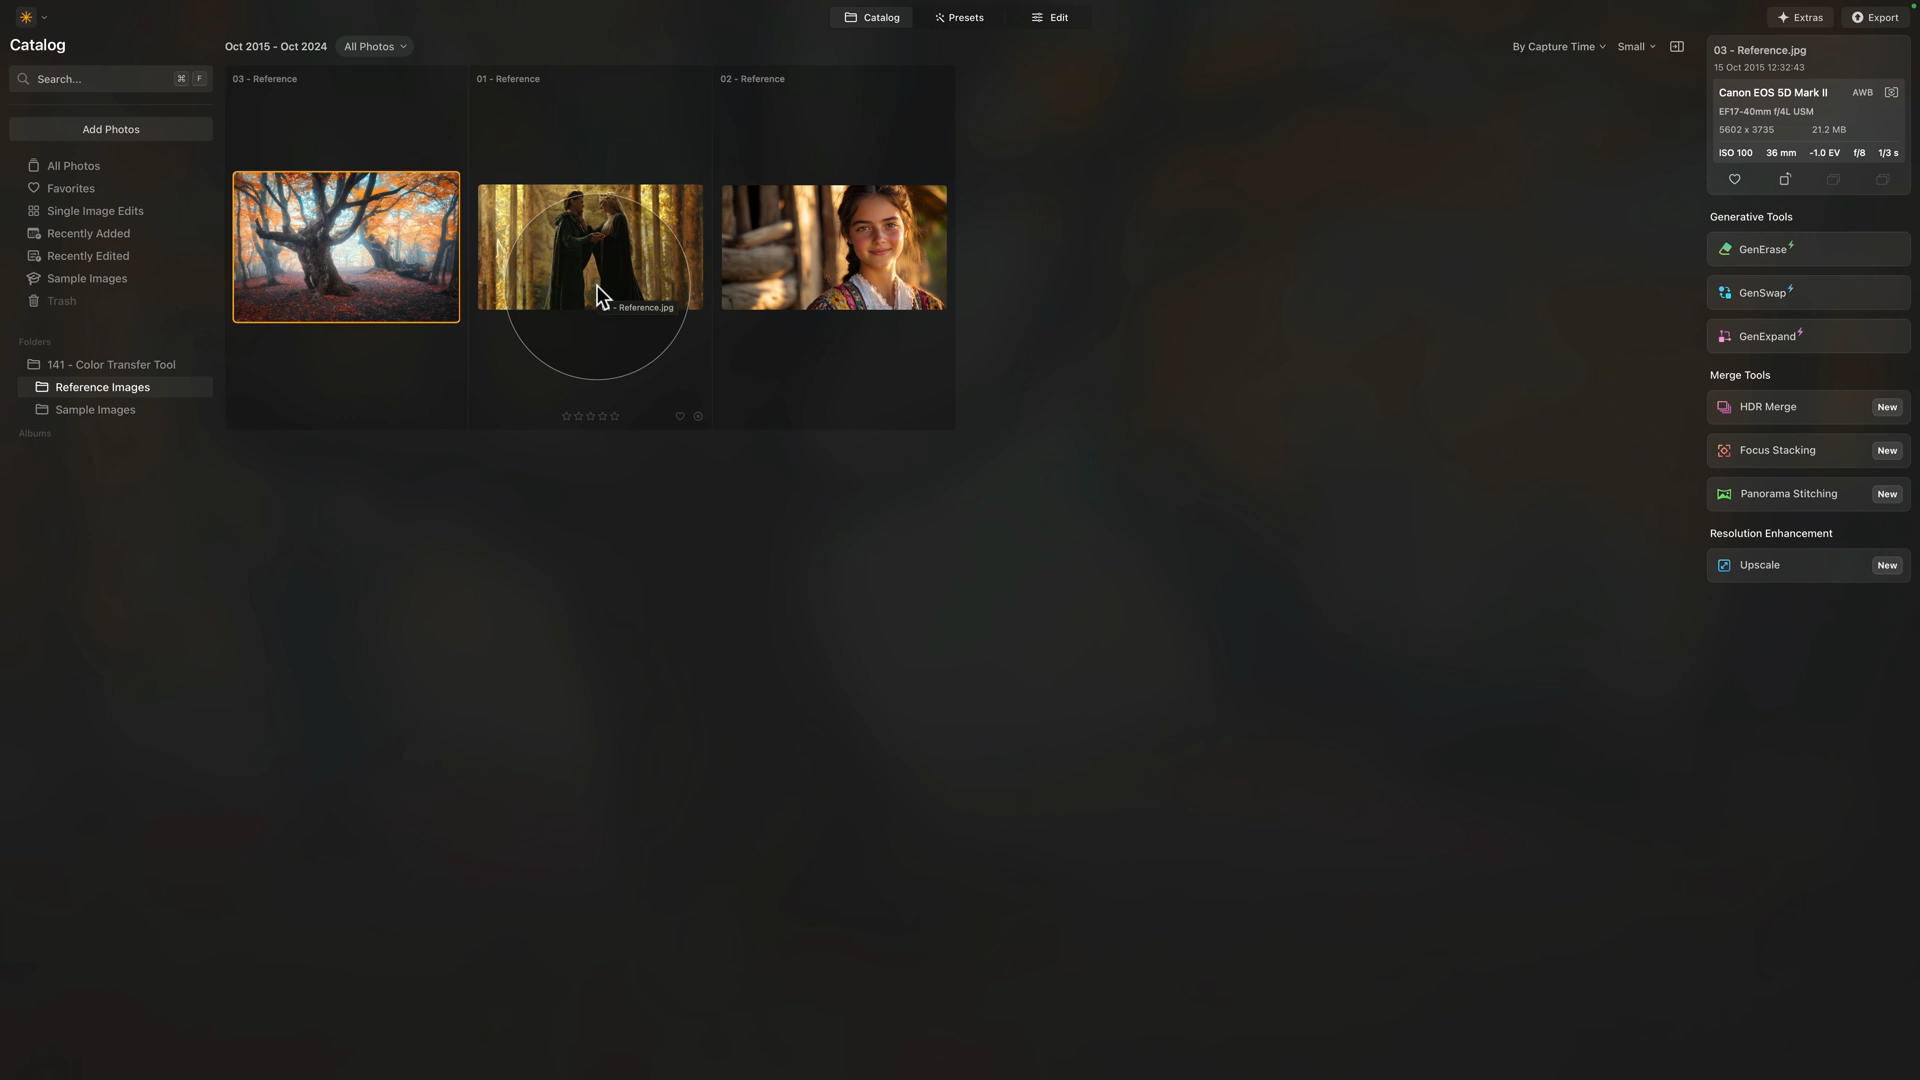 Catalog
Presets
Edit
Extras
Export
Catalog
Search...
⌘ F
Add Photos
All Photos
Favorites
Single Image Edits
Recently Added
Recently Edited
Sample Images
Trash
Folders
141 - Color Transfer Tool
Reference Images
Sample Images
Albums
Oct 2015 - Oct 2024
All Photos
By Capture Time
Small
03 - Reference
01 - Reference
02 - Reference
- Reference.jpg
03 - Reference.jpg
15 Oct 2015 12:32:43
Canon EOS 5D Mark II AWB
EF17-40mm f/4L USM
5602 x 3735 21.2 MB
ISO 100 36 mm -1.0 EV f/8 1/3 s
Generative Tools
GenErase
GenSwap
GenExpand
Merge Tools
HDR Merge New
Focus Stacking New
Panorama Stitching New
Resolution Enhancement
Upscale New